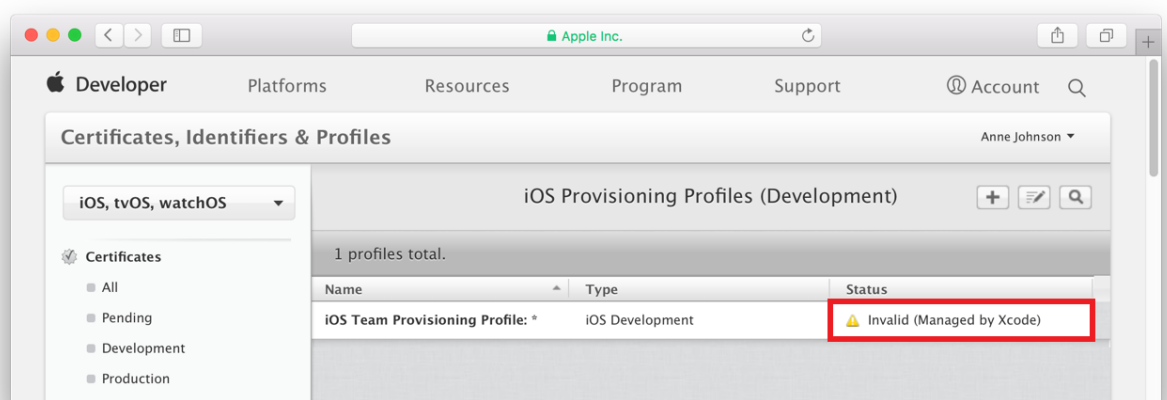 Apple Inc.
Developer Platforms Resources Program Support Account
Certificates, Identifiers & Profiles Anne Johnson
iOS, tvOS, watchOS
iOS Provisioning Profiles (Development)
1 profiles total.
Certificates
All
Pending
Development
Production
Name Type Status
iOS Team Provisioning Profile: * iOS Development Invalid (Managed by Xcode)